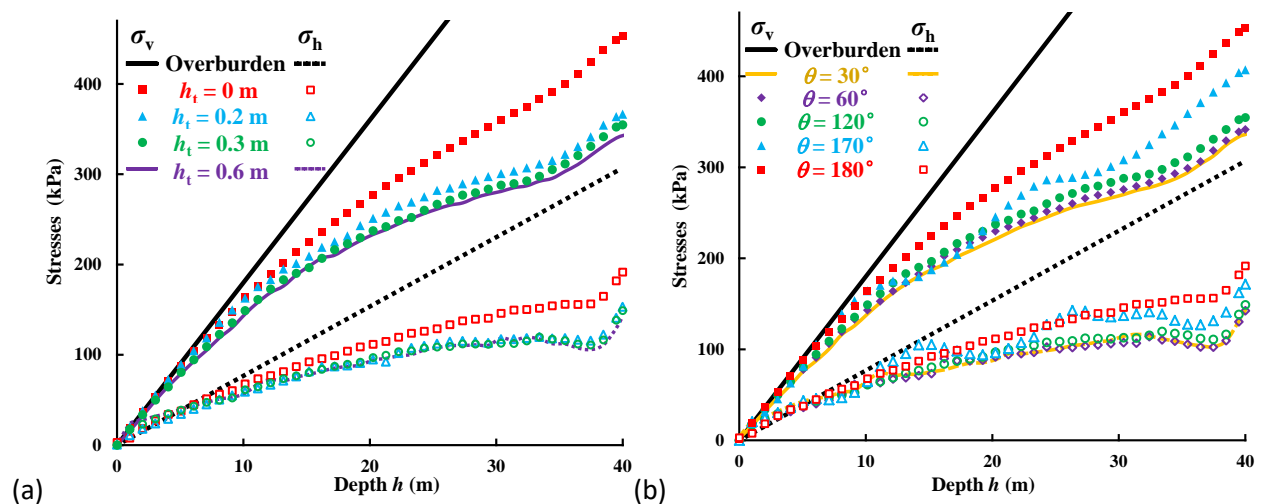 σv σh
Overburden
ht = 0 m
ht = 0.2 m
ht = 0.3 m
ht = 0.6 m
Stresses (kPa)
400
300
200
100
0
0 10 20 30 40
Depth h (m)
(a)
σv σh
Overburden
θ = 30°
θ = 60°
θ = 120°
θ = 170°
θ = 180°
Stresses (kPa)
400
300
200
100
0
0 10 20 30 40
Depth h (m)
(b)